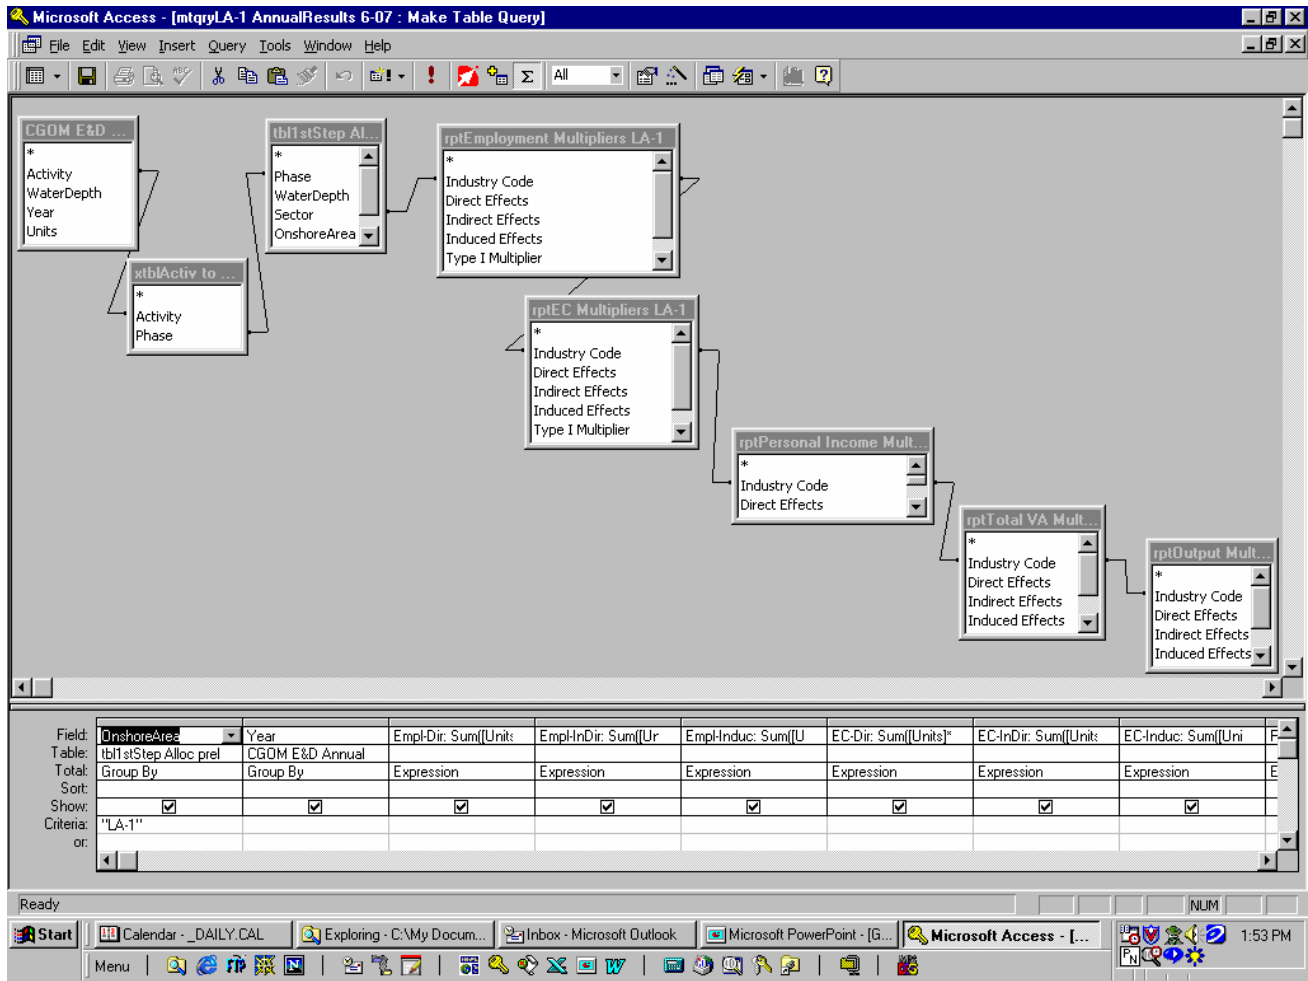 Microsoft Access - [mtqryLA-1 AnnualResults 6-07 : Make Table Query]
File Edit View Insert Query Tools Window Help
All
CGOM E&D ...
*
Activity
WaterDepth
Year
Units
xtblActiv to ...
*
Activity
Phase
tbl1stStep Al...
*
Phase
WaterDepth
Sector
OnshoreArea
rptEmployment Multipliers LA-1
*
Industry Code
Direct Effects
Indirect Effects
Induced Effects
Type I Multiplier
rptEC Multipliers LA-1
*
Industry Code
Direct Effects
Indirect Effects
Induced Effects
Type I Multiplier
rptPersonal Income Mult...
*
Industry Code
Direct Effects
rptTotal VA Mult...
*
Industry Code
Direct Effects
Indirect Effects
Induced Effects
rptOutput Mult...
*
Industry Code
Direct Effects
Indirect Effects
Induced Effects
Field: OnshoreArea Year Empl-Dir: Sum([Units Empl-InDir: Sum([Ur Empl-Induc: Sum([U EC-Dir: Sum([Units]* EC-InDir: Sum([Units EC-Induc: Sum([Uni
Table: tbl1stStep Alloc prel CGOM E&D Annual
Total: Group By Group By Expression Expression Expression Expression Expression Expression E
Sort:
Show:
Criteria: "LA-1"
or:
Ready NUM
Start Calendar - _DAILY.CAL Exploring - C:\My Docum... Inbox - Microsoft Outlook Microsoft PowerPoint - [G... Microsoft Access - [... 1:53 PM
Menu